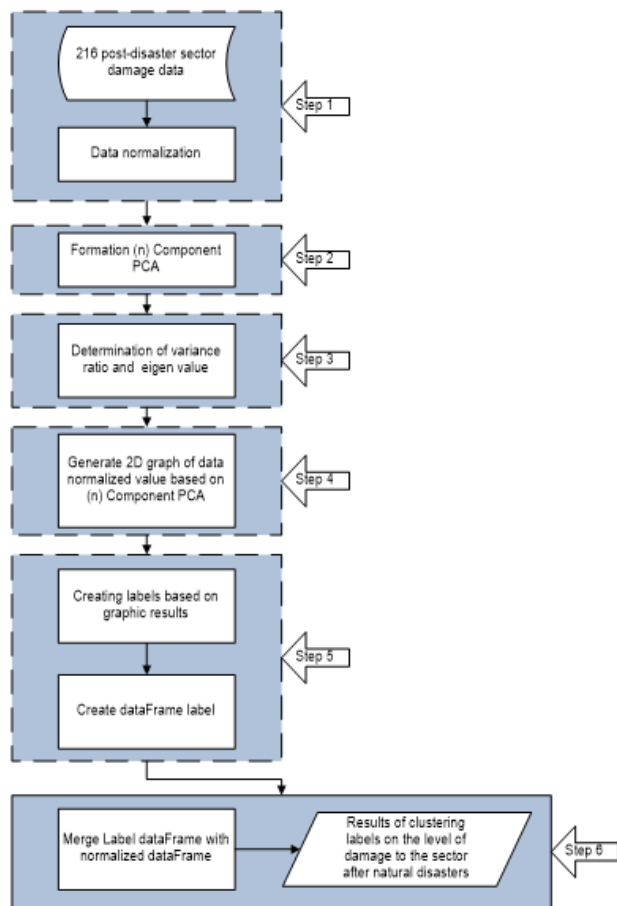 216 post-disaster sector
damage data
Step 1
Data normalization
Formation (n) Component
PCA
Step 2
Determination of variance
ratio and eigen value
Step 3
Generate 2D graph of data
normalized value based on
(n) Component PCA
Step 4
Creating labels based on
graphic results
Step 5
Create dataFrame label
Merge Label dataFrame with
normalized dataFrame
Results of clustering
labels on the level of
damage to the sector
after natural disasters
Step 6